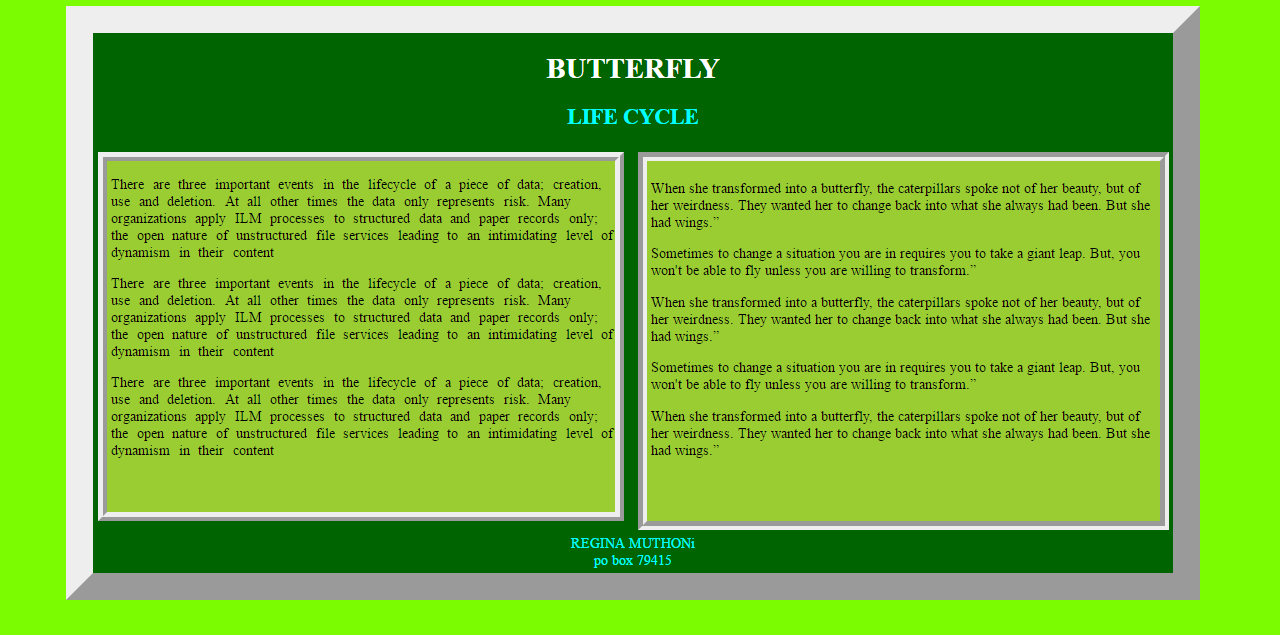 BUTTERFLY
LIFE CYCLE
There are three important events in the lifecycle of a piece of data; creation,
use and deletion. At all other times the data only represents risk. Many
organizations apply ILM processes to structured data and paper records only;
the open nature of unstructured file services leading to an intimidating level of
dynamism in their content
There are three important events in the lifecycle of a piece of data; creation,
use and deletion. At all other times the data only represents risk. Many
organizations apply ILM processes to structured data and paper records only;
the open nature of unstructured file services leading to an intimidating level of
dynamism in their content
There are three important events in the lifecycle of a piece of data; creation,
use and deletion. At all other times the data only represents risk. Many
organizations apply ILM processes to structured data and paper records only;
the open nature of unstructured file services leading to an intimidating level of
dynamism in their content
When she transformed into a butterfly, the caterpillars spoke not of her beauty, but of
her weirdness. They wanted her to change back into what she always had been. But she
had wings.”
Sometimes to change a situation you are in requires you to take a giant leap. But, you
won't be able to fly unless you are willing to transform.”
When she transformed into a butterfly, the caterpillars spoke not of her beauty, but of
her weirdness. They wanted her to change back into what she always had been. But she
had wings.”
Sometimes to change a situation you are in requires you to take a giant leap. But, you
won't be able to fly unless you are willing to transform.”
When she transformed into a butterfly, the caterpillars spoke not of her beauty, but of
her weirdness. They wanted her to change back into what she always had been. But she
had wings.”
REGINA MUTHONi
po box 79415